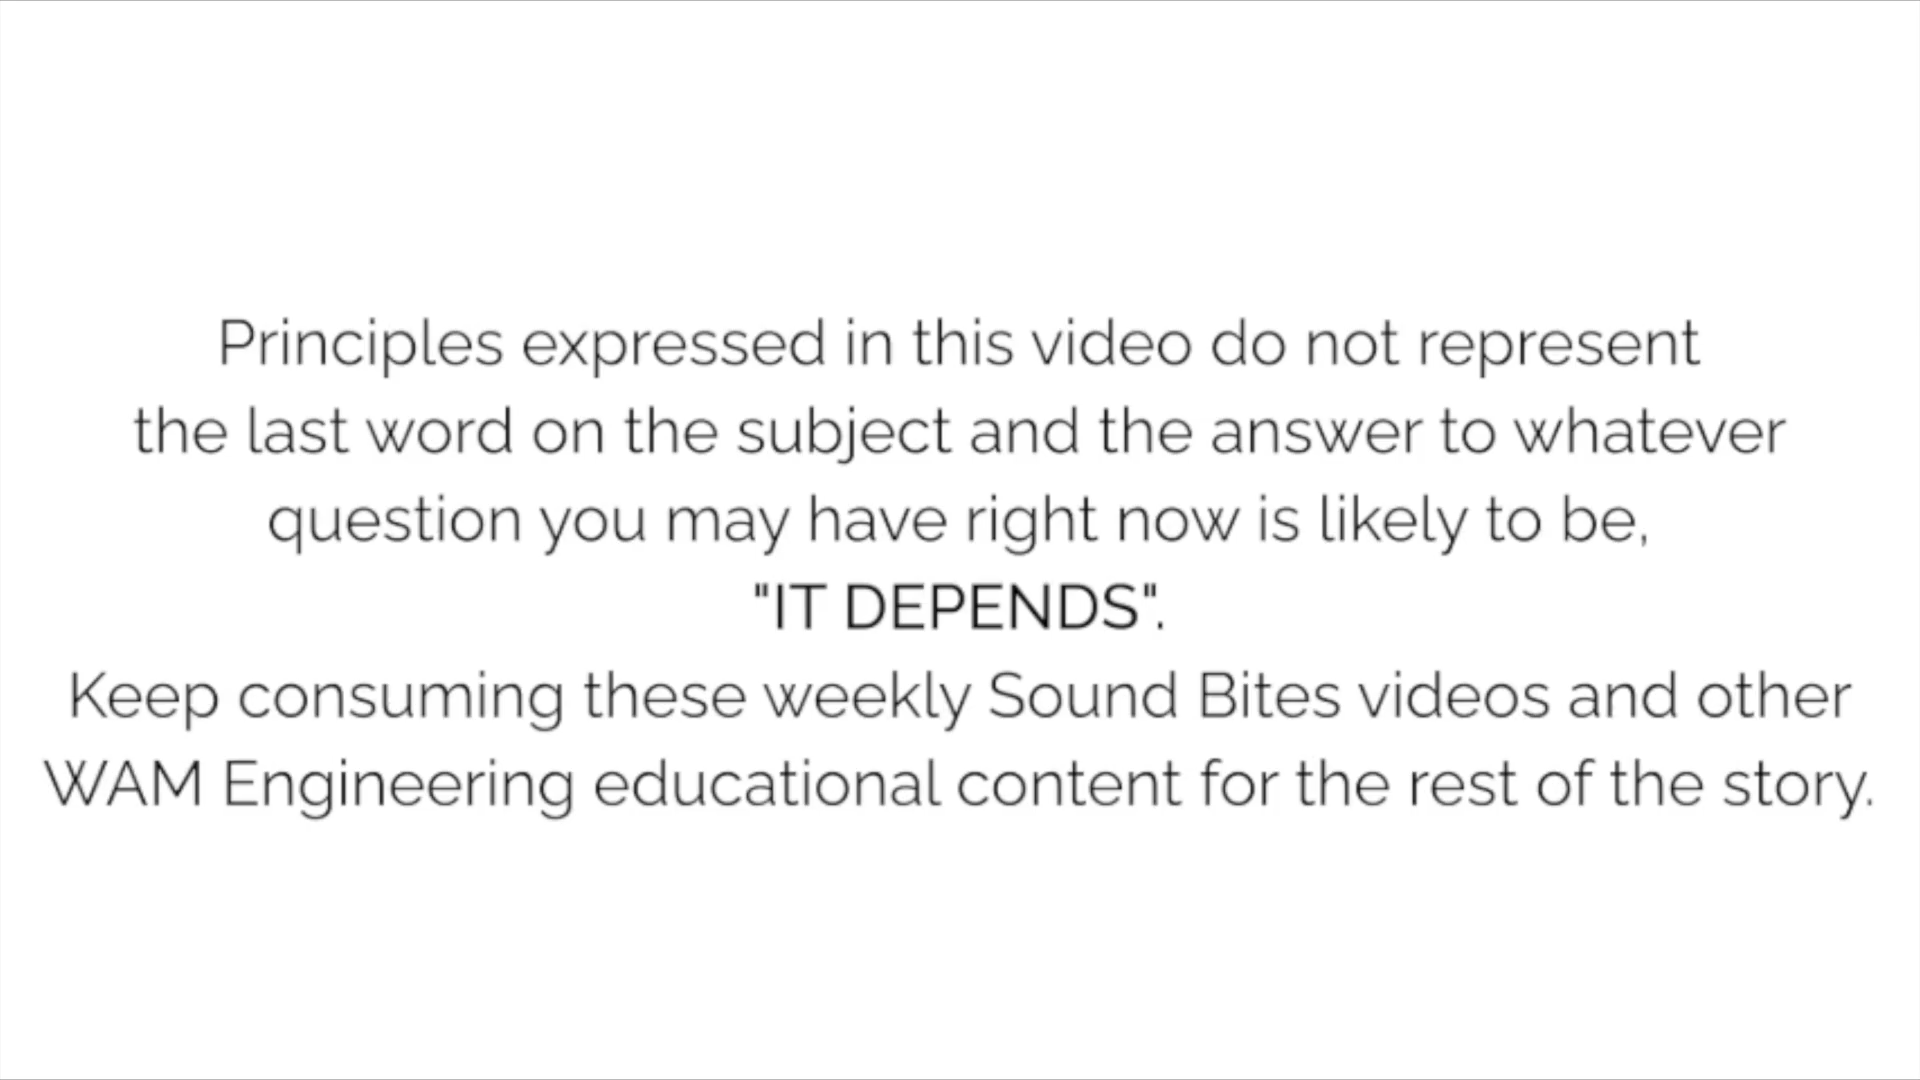 Principles expressed in this video do not represent
the last word on the subject and the answer to whatever
question you may have right now is likely to be,
"IT DEPENDS".
Keep consuming these weekly Sound Bites videos and other
WAM Engineering educational content for the rest of the story.